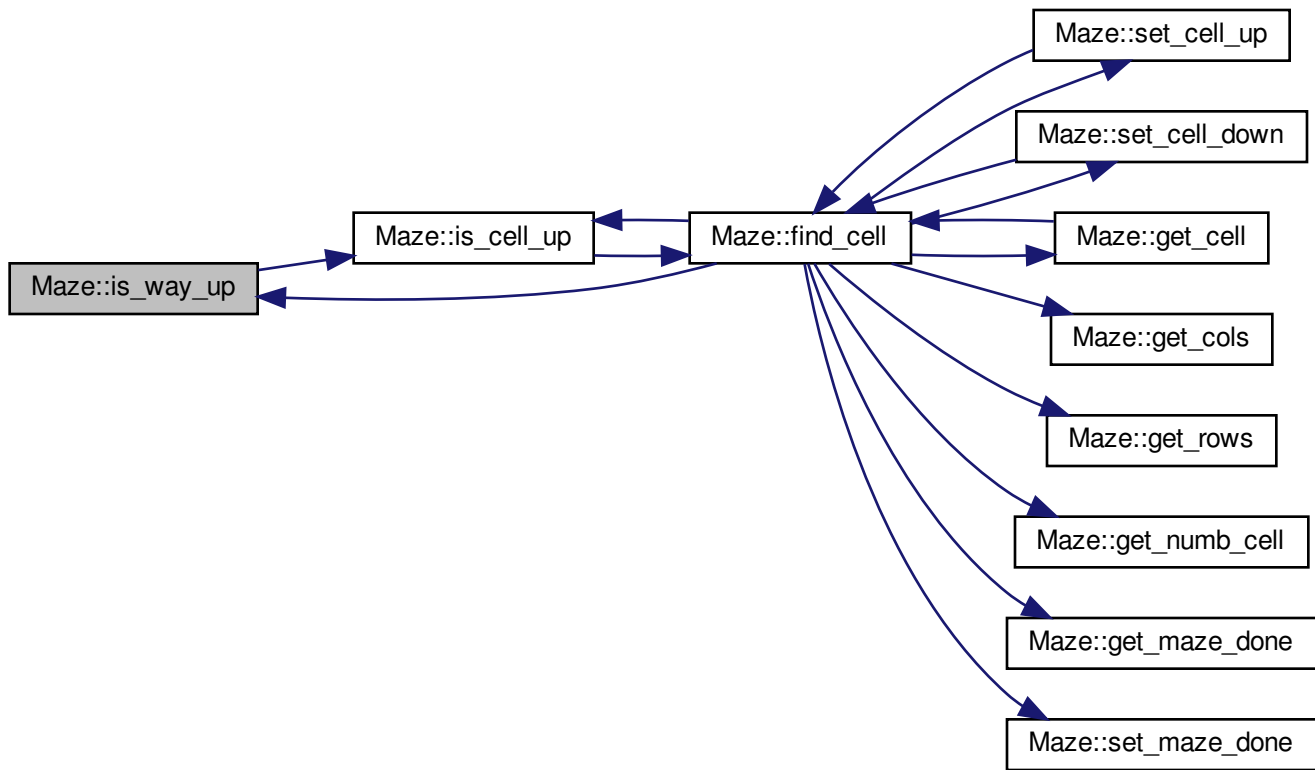 Maze::set_cell_up
Maze::set_cell_down
Maze::is_cell_up
Maze::find_cell
Maze::get_cell
Maze::is_way_up
Maze::get_cols
Maze::get_rows
Maze::get_numb_cell
Maze::get_maze_done
Maze::set_maze_done